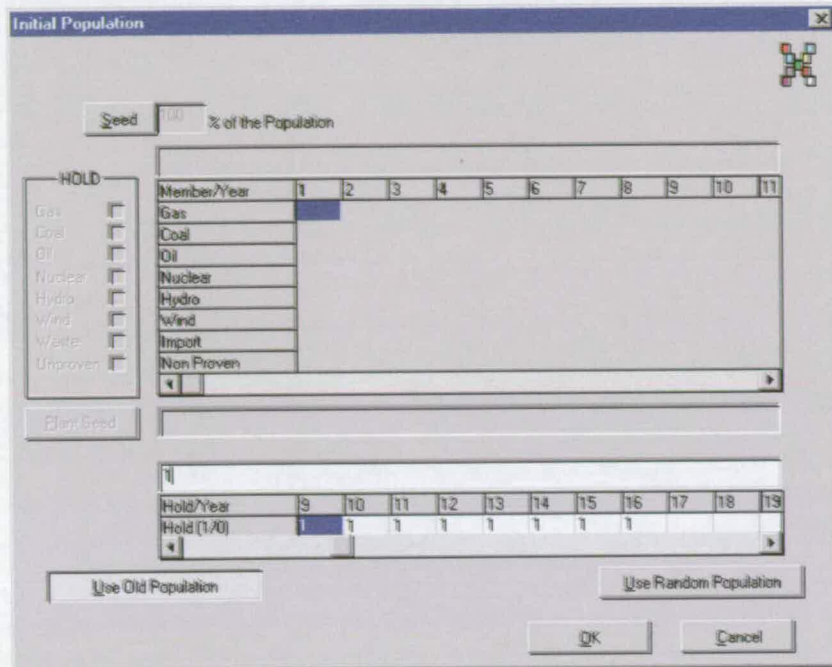 Initial Population
Seed 100 % of the Population
HOLD
Gas
Coal
Oil
Nuclear
Hydro
Wind
Waste
Unproven
Member/Year 1 2 3 4 5 6 7 8 9 10 11
Gas
Coal
Oil
Nuclear
Hydro
Wind
Import
Non Proven
Plant Seed
1
Hold/Year 9 10 11 12 13 14 15 16 17 18 19
Hold (1/0) 1 1 1 1 1 1 1 1
Use Old Population
Use Random Population
OK Cancel